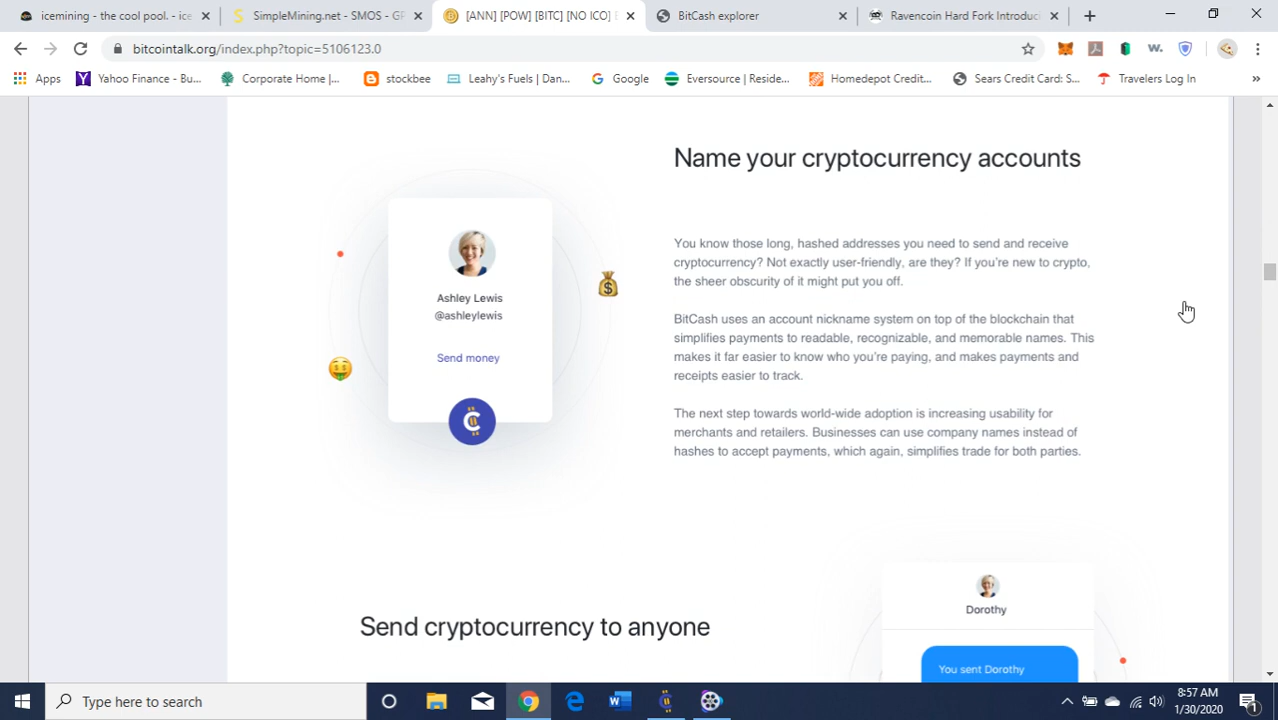 icemining - the cool pool. - ice
SimpleMining.net - SMOS - GP
[ANN] [POW] [BITC] [NO ICO] B
BitCash explorer
Ravencoin Hard Fork Introduc
bitcointalk.org/index.php?topic=5106123.0
Apps
Yahoo Finance - Bu...
Corporate Home |...
stockbee
Leahy's Fuels | Dan...
Google
Eversource | Reside...
Homedepot Credit...
Sears Credit Card: S...
Travelers Log In
»
Name your cryptocurrency accounts
You know those long, hashed addresses you need to send and receive
cryptocurrency? Not exactly user-friendly, are they? If you're new to crypto,
the sheer obscurity of it might put you off.
Ashley Lewis
@ashleylewis
Send money
BitCash uses an account nickname system on top of the blockchain that
simplifies payments to readable, recognizable, and memorable names. This
makes it far easier to know who you're paying, and makes payments and
receipts easier to track.
The next step towards world-wide adoption is increasing usability for
merchants and retailers. Businesses can use company names instead of
hashes to accept payments, which again, simplifies trade for both parties.
Send cryptocurrency to anyone
Dorothy
You sent Dorothy
Type here to search
8:57 AM
1/30/2020